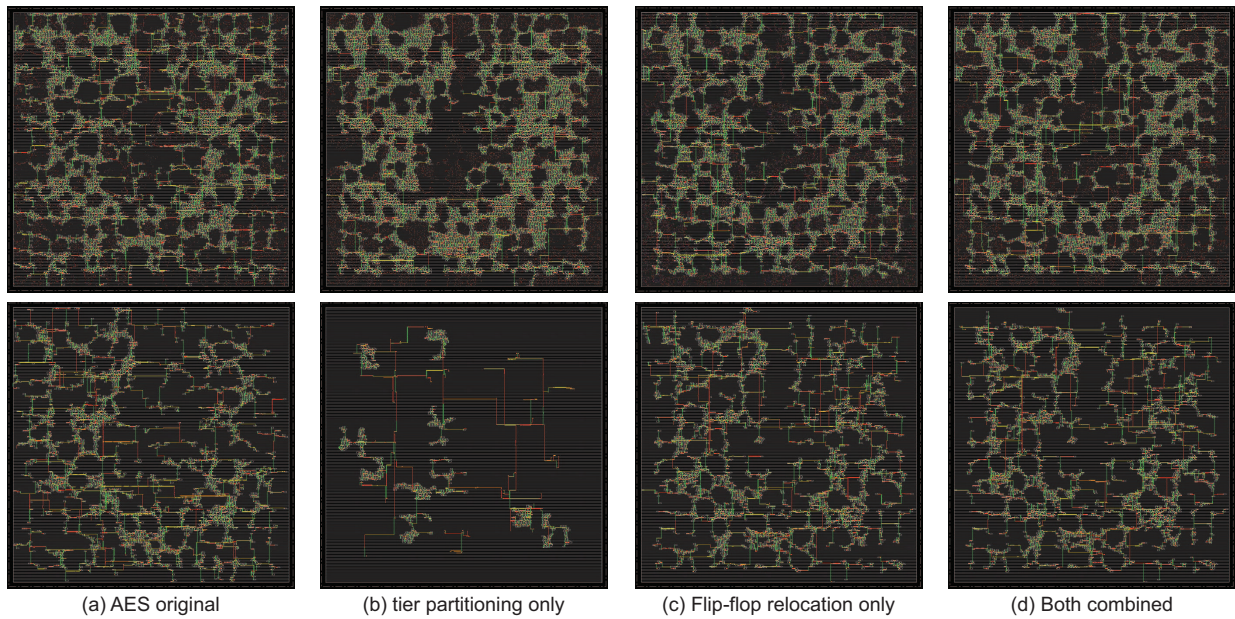 (a) AES original
(b) tier partitioning only
(c) Flip-flop relocation only
(d) Both combined